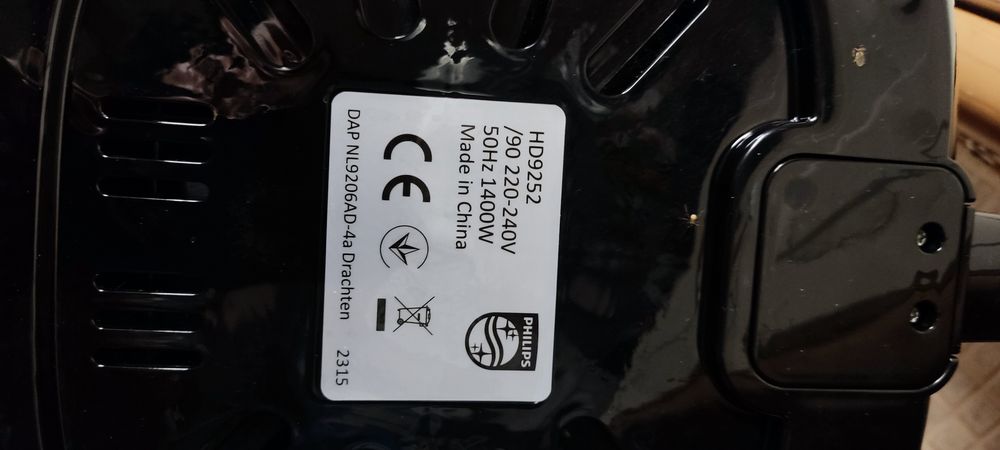 HD9252
/90 220-240V
50Hz 1400W
Made in China
PHILIPS
CE
DAP NL9206AD-4a Drachten 2315